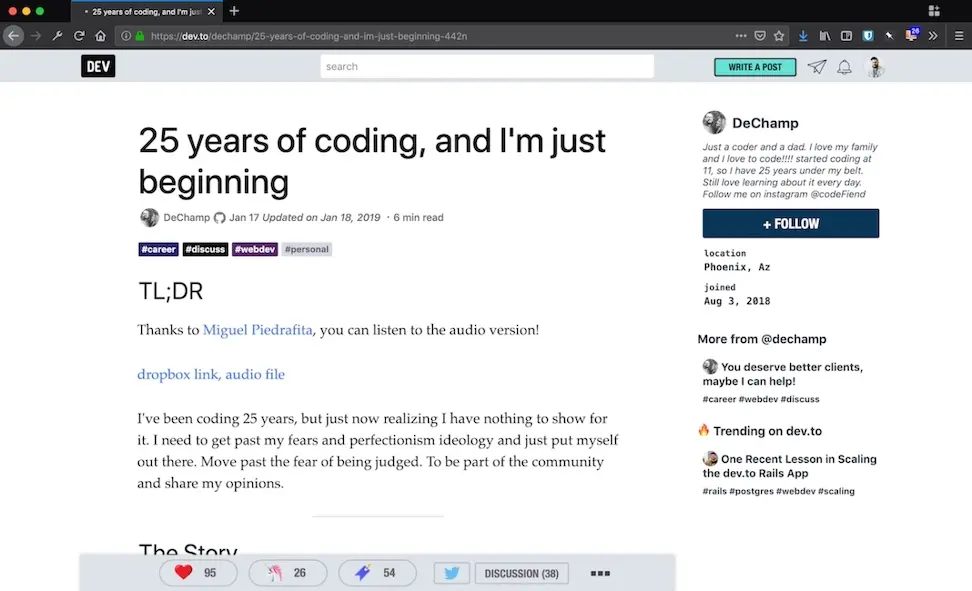 25 years of coding, and I'm jus
https://dev.to/dechamp/25-years-of-coding-and-im-just-beginning-442n
26
DEV
search
WRITE A POST
25 years of coding, and I'm just
beginning
DeChamp Jan 17 Updated on Jan 18, 2019 · 6 min read
#career #discuss #webdev #personal
TL;DR
Thanks to Miguel Piedrafita, you can listen to the audio version!
dropbox link, audio file
I've been coding 25 years, but just now realizing I have nothing to show for
it. I need to get past my fears and perfectionism ideology and just put myself
out there. Move past the fear of being judged. To be part of the community
and share my opinions.
The Story
95
26
54
DISCUSSION (38)
DeChamp
Just a coder and a dad. I love my family
and I love to code!!!! started coding at
11, so I have 25 years under my belt.
Still love learning about it every day.
Follow me on instagram @codeFiend
+ FOLLOW
location
Phoenix, Az
joined
Aug 3, 2018
More from @dechamp
You deserve better clients,
maybe I can help!
#career #webdev #discuss
🔥 Trending on dev.to
One Recent Lesson in Scaling
the dev.to Rails App
#rails #postgres #webdev #scaling